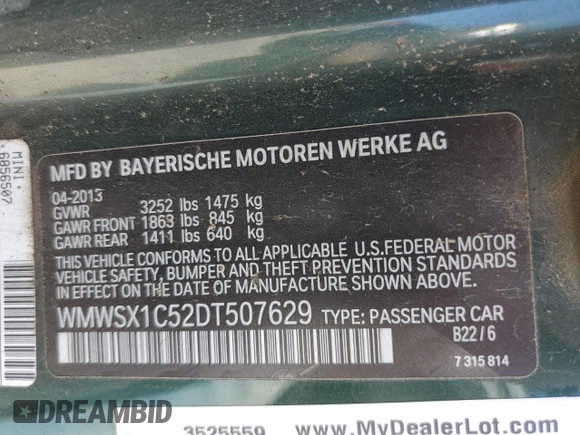 MINI
6856507
MFD BY BAYERISCHE MOTOREN WERKE AG
04-2013
GVWR 3252 lbs 1475 kg
GAWR FRONT 1863 lbs 845 kg
GAWR REAR 1411 lbs 640 kg
THIS VEHICLE CONFORMS TO ALL APPLICABLE U.S.FEDERAL MOTOR
VEHICLE SAFETY, BUMPER AND THEFT PREVENTION STANDARDS
IN EFFECT ON THE DATE OF MANUFACTURE SHOWN ABOVE.
WMWSX1C52DT507629 TYPE: PASSENGER CAR
B22/6
7 315 814
DREAMBID
3525559 www.MyDealerLot.com